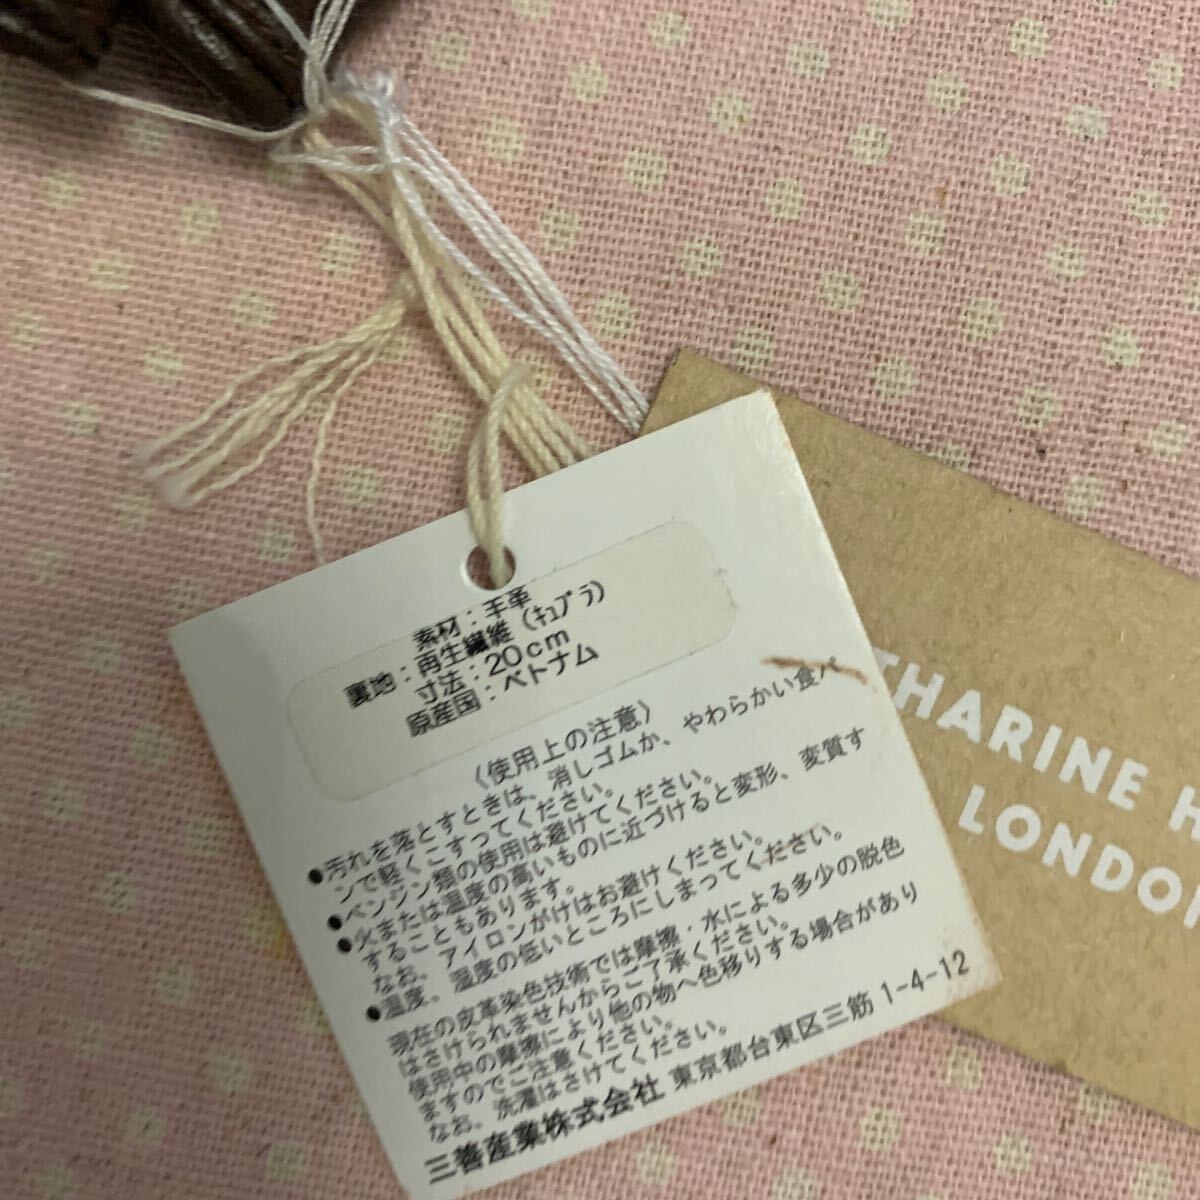 素材：羊革
裏地：再生繊維（ｷｭﾌﾟﾗ）
寸法：20cm
原産国：ベトナム
〈使用上の注意〉
●汚れを落とすときは、消しゴムか、やわらかい食パ
ンで軽くこすってください。
●ベンジン類の使用は避けてください。
●火または温度の高いものに近づけると変形、変質す
することもあります。
なお、アイロンがけはお避けください。
●温度、湿度の低いところにしまってください。
現在の皮革染色技術では摩擦・水による多少の脱色
はさけられませんからご了承ください。
使用中の摩擦により他の物へ色移りする場合があり
ますのでご注意ください。
なお、洗濯はさけてください。
三善産業株式会社 東京都台東区三筋 1-4-12
THARINE H
LONDON